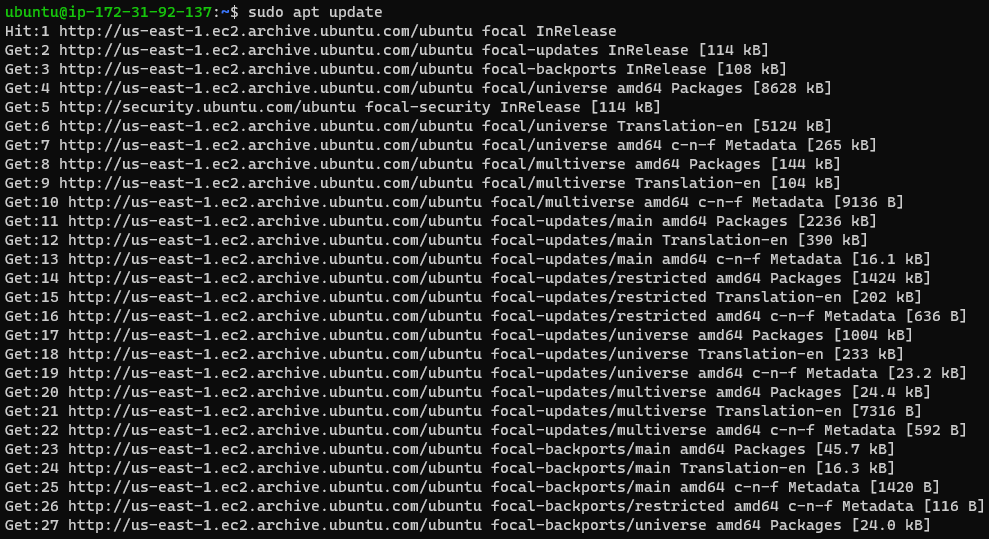 ubuntu@ip-172-31-92-137:~$ sudo apt update
Hit:1 http://us-east-1.ec2.archive.ubuntu.com/ubuntu focal InRelease
Get:2 http://us-east-1.ec2.archive.ubuntu.com/ubuntu focal-updates InRelease [114 kB]
Get:3 http://us-east-1.ec2.archive.ubuntu.com/ubuntu focal-backports InRelease [108 kB]
Get:4 http://us-east-1.ec2.archive.ubuntu.com/ubuntu focal/universe amd64 Packages [8628 kB]
Get:5 http://security.ubuntu.com/ubuntu focal-security InRelease [114 kB]
Get:6 http://us-east-1.ec2.archive.ubuntu.com/ubuntu focal/universe Translation-en [5124 kB]
Get:7 http://us-east-1.ec2.archive.ubuntu.com/ubuntu focal/universe amd64 c-n-f Metadata [265 kB]
Get:8 http://us-east-1.ec2.archive.ubuntu.com/ubuntu focal/multiverse amd64 Packages [144 kB]
Get:9 http://us-east-1.ec2.archive.ubuntu.com/ubuntu focal/multiverse Translation-en [104 kB]
Get:10 http://us-east-1.ec2.archive.ubuntu.com/ubuntu focal/multiverse amd64 c-n-f Metadata [9136 B]
Get:11 http://us-east-1.ec2.archive.ubuntu.com/ubuntu focal-updates/main amd64 Packages [2236 kB]
Get:12 http://us-east-1.ec2.archive.ubuntu.com/ubuntu focal-updates/main Translation-en [390 kB]
Get:13 http://us-east-1.ec2.archive.ubuntu.com/ubuntu focal-updates/main amd64 c-n-f Metadata [16.1 kB]
Get:14 http://us-east-1.ec2.archive.ubuntu.com/ubuntu focal-updates/restricted amd64 Packages [1424 kB]
Get:15 http://us-east-1.ec2.archive.ubuntu.com/ubuntu focal-updates/restricted Translation-en [202 kB]
Get:16 http://us-east-1.ec2.archive.ubuntu.com/ubuntu focal-updates/restricted amd64 c-n-f Metadata [636 B]
Get:17 http://us-east-1.ec2.archive.ubuntu.com/ubuntu focal-updates/universe amd64 Packages [1004 kB]
Get:18 http://us-east-1.ec2.archive.ubuntu.com/ubuntu focal-updates/universe Translation-en [233 kB]
Get:19 http://us-east-1.ec2.archive.ubuntu.com/ubuntu focal-updates/universe amd64 c-n-f Metadata [23.2 kB]
Get:20 http://us-east-1.ec2.archive.ubuntu.com/ubuntu focal-updates/multiverse amd64 Packages [24.4 kB]
Get:21 http://us-east-1.ec2.archive.ubuntu.com/ubuntu focal-updates/multiverse Translation-en [7316 B]
Get:22 http://us-east-1.ec2.archive.ubuntu.com/ubuntu focal-updates/multiverse amd64 c-n-f Metadata [592 B]
Get:23 http://us-east-1.ec2.archive.ubuntu.com/ubuntu focal-backports/main amd64 Packages [45.7 kB]
Get:24 http://us-east-1.ec2.archive.ubuntu.com/ubuntu focal-backports/main Translation-en [16.3 kB]
Get:25 http://us-east-1.ec2.archive.ubuntu.com/ubuntu focal-backports/main amd64 c-n-f Metadata [1420 B]
Get:26 http://us-east-1.ec2.archive.ubuntu.com/ubuntu focal-backports/restricted amd64 c-n-f Metadata [116 B]
Get:27 http://us-east-1.ec2.archive.ubuntu.com/ubuntu focal-backports/universe amd64 Packages [24.0 kB]